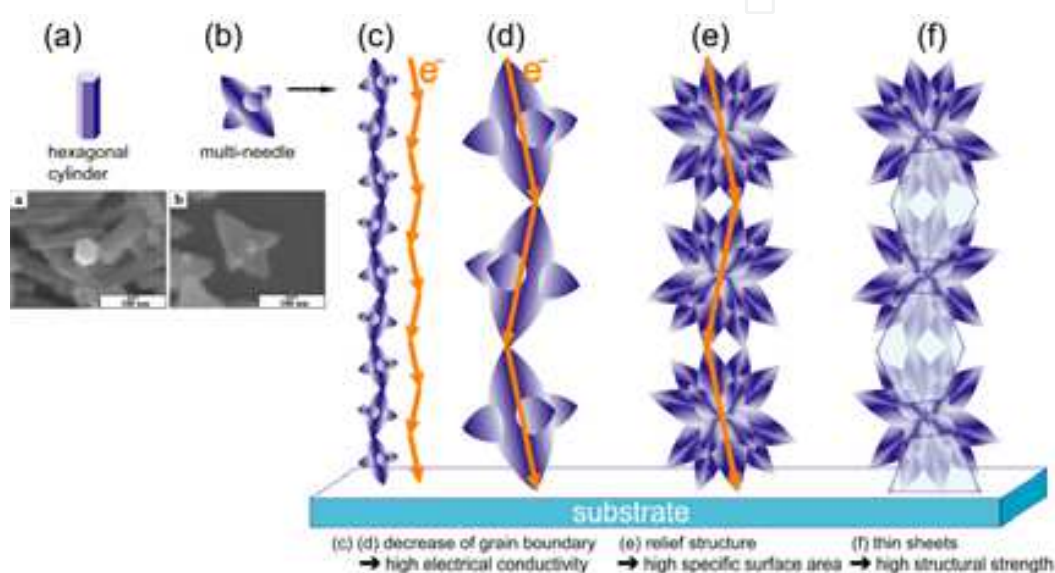 (a) (b) (c) (d) (e) (f)
e⁻ e⁻
hexagonal
cylinder
multi-needle
a b
substrate
(c) (d) decrease of grain boundary
➔ high electrical conductivity
(e) relief structure
➔ high specific surface area
(f) thin sheets
➔ high structural strength